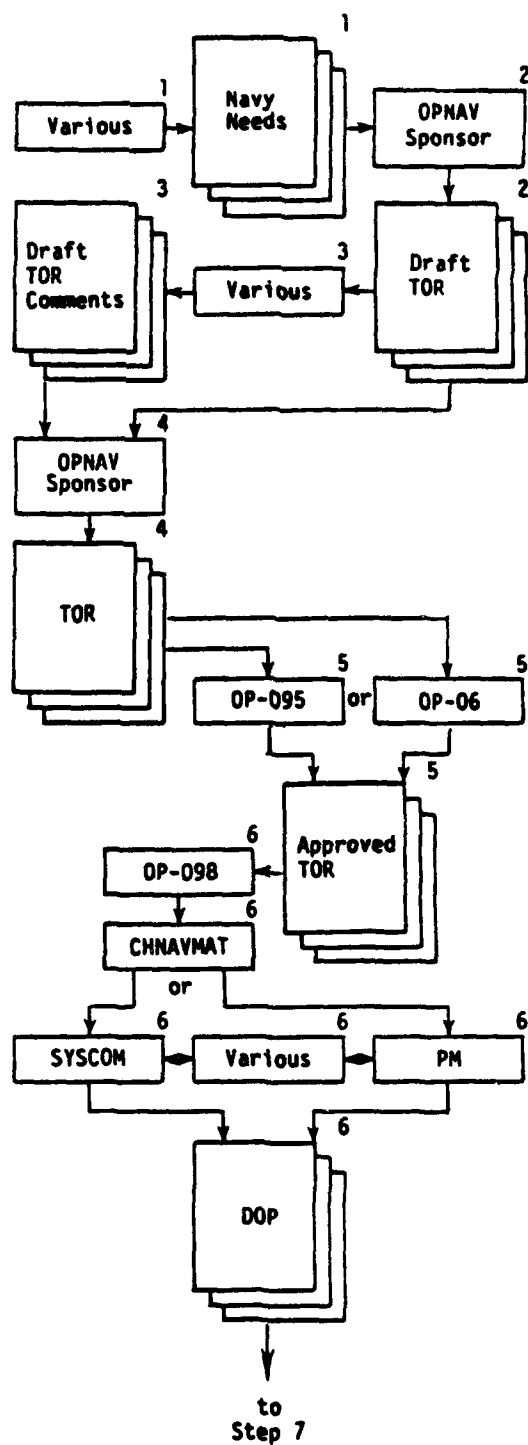 1
1
2
Various
Navy
Needs
OPNAV
Sponsor
3
3
2
Draft
TOR
Comments
Various
Draft
TOR
4
OPNAV
Sponsor
4
TOR
5
5
OP-095
or
OP-06
5
Approved
TOR
6
OP-098
6
CHNAVMAT
or
6
6
6
SYSCOM
Various
PM
6
DOP
to
Step 7